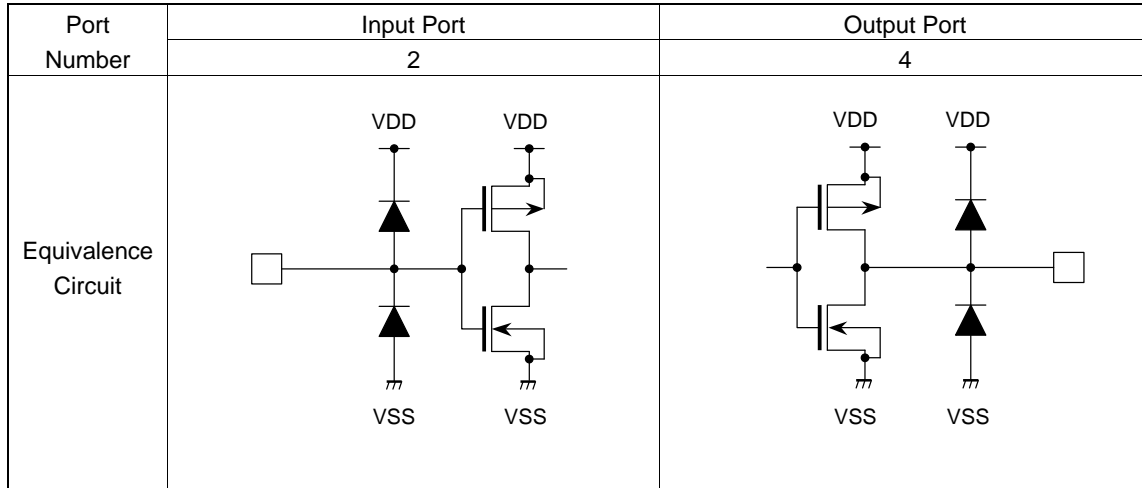 Port
Number
Input Port
Output Port
2
4
Equivalence
Circuit
VDD
VDD
VSS
VSS
VDD
VDD
VSS
VSS